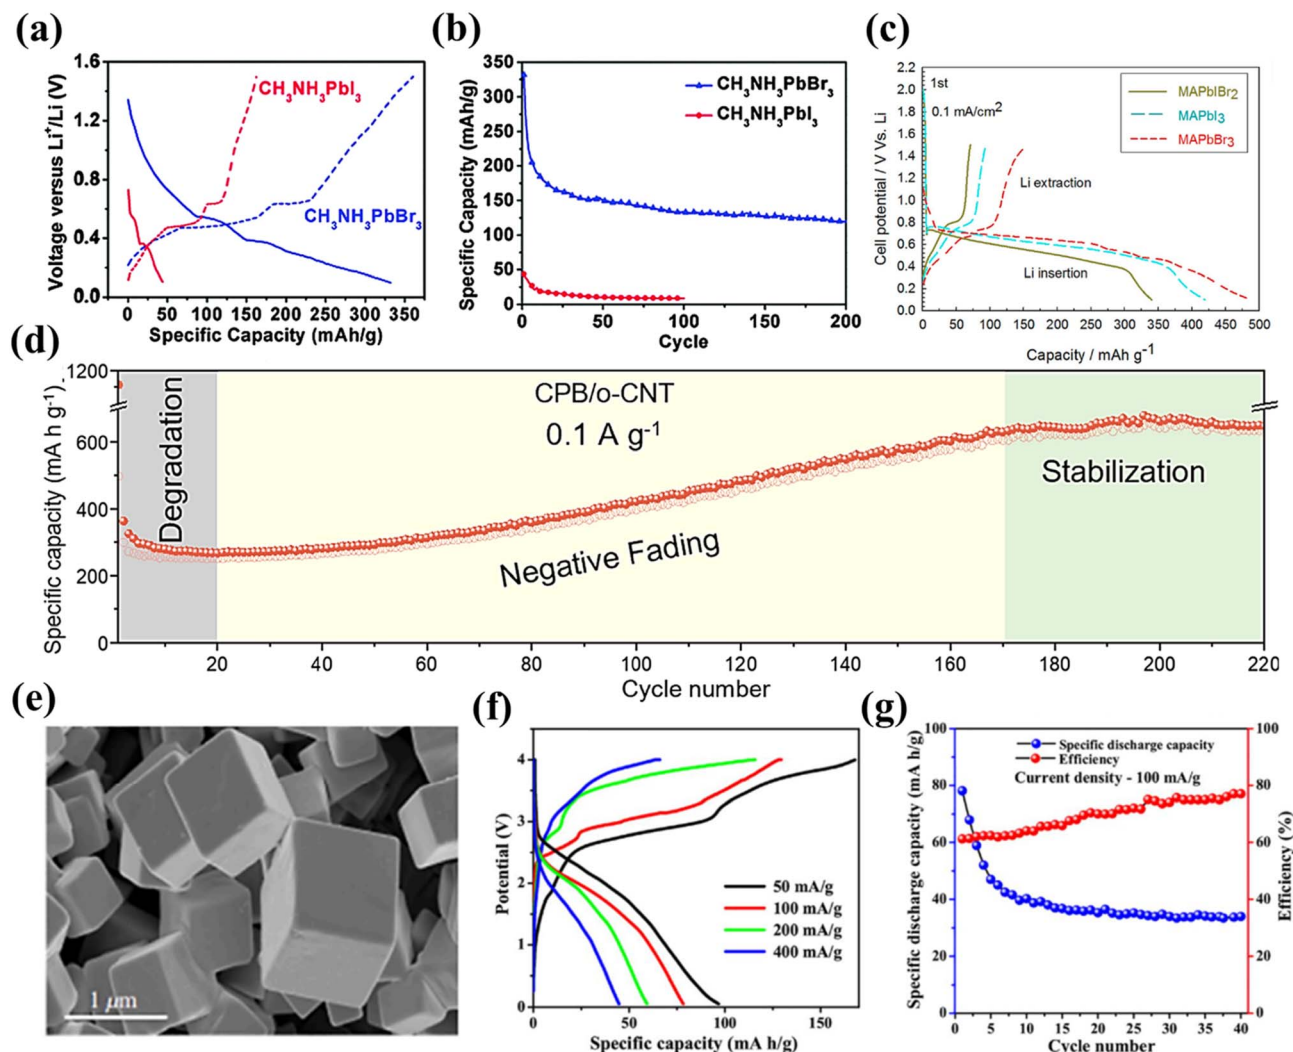 (a)
1.6
1.2
0.8
0.4
0.0
Voltage versus Li⁺/Li (V)
CH₃NH₃PbI₃
CH₃NH₃PbBr₃
0 50 100 150 200 250 300 350
Specific Capacity (mAh/g)
(b)
350
300
250
200
150
100
50
0
Specific Capacity (mAh/g)
CH₃NH₃PbBr₃
CH₃NH₃PbI₃
0 50 100 150 200
Cycle
(c)
2.2
2.0
1.8
1.6
1.4
1.2
1.0
0.8
0.6
0.4
0.2
0.0
Cell potential / V Vs. Li
1st
0.1 mA/cm²
MAPbIBr₂
MAPbI₃
MAPbBr₃
Li extraction
Li insertion
0 50 100 150 200 250 300 350 400 450 500
Capacity / mAh g⁻¹
(d)
1200
600
400
200
0
Specific capacity (mA h g⁻¹)
Degradation
CPB/o-CNT
0.1 A g⁻¹
Negative Fading
Stabilization
20 40 60 80 100 120 140 160 180 200 220
Cycle number
(e)
1 µm
(f)
4
3
2
1
0
Potential (V)
50 mA/g
100 mA/g
200 mA/g
400 mA/g
0 50 100 150
Specific capacity (mA h/g)
(g)
100
80
60
40
20
0
Specific discharge capacity (mA h/g)
Specific discharge capacity
Efficiency
Current density - 100 mA/g
100
80
60
40
20
0
Efficiency (%)
0 5 10 15 20 25 30 35 40
Cycle number